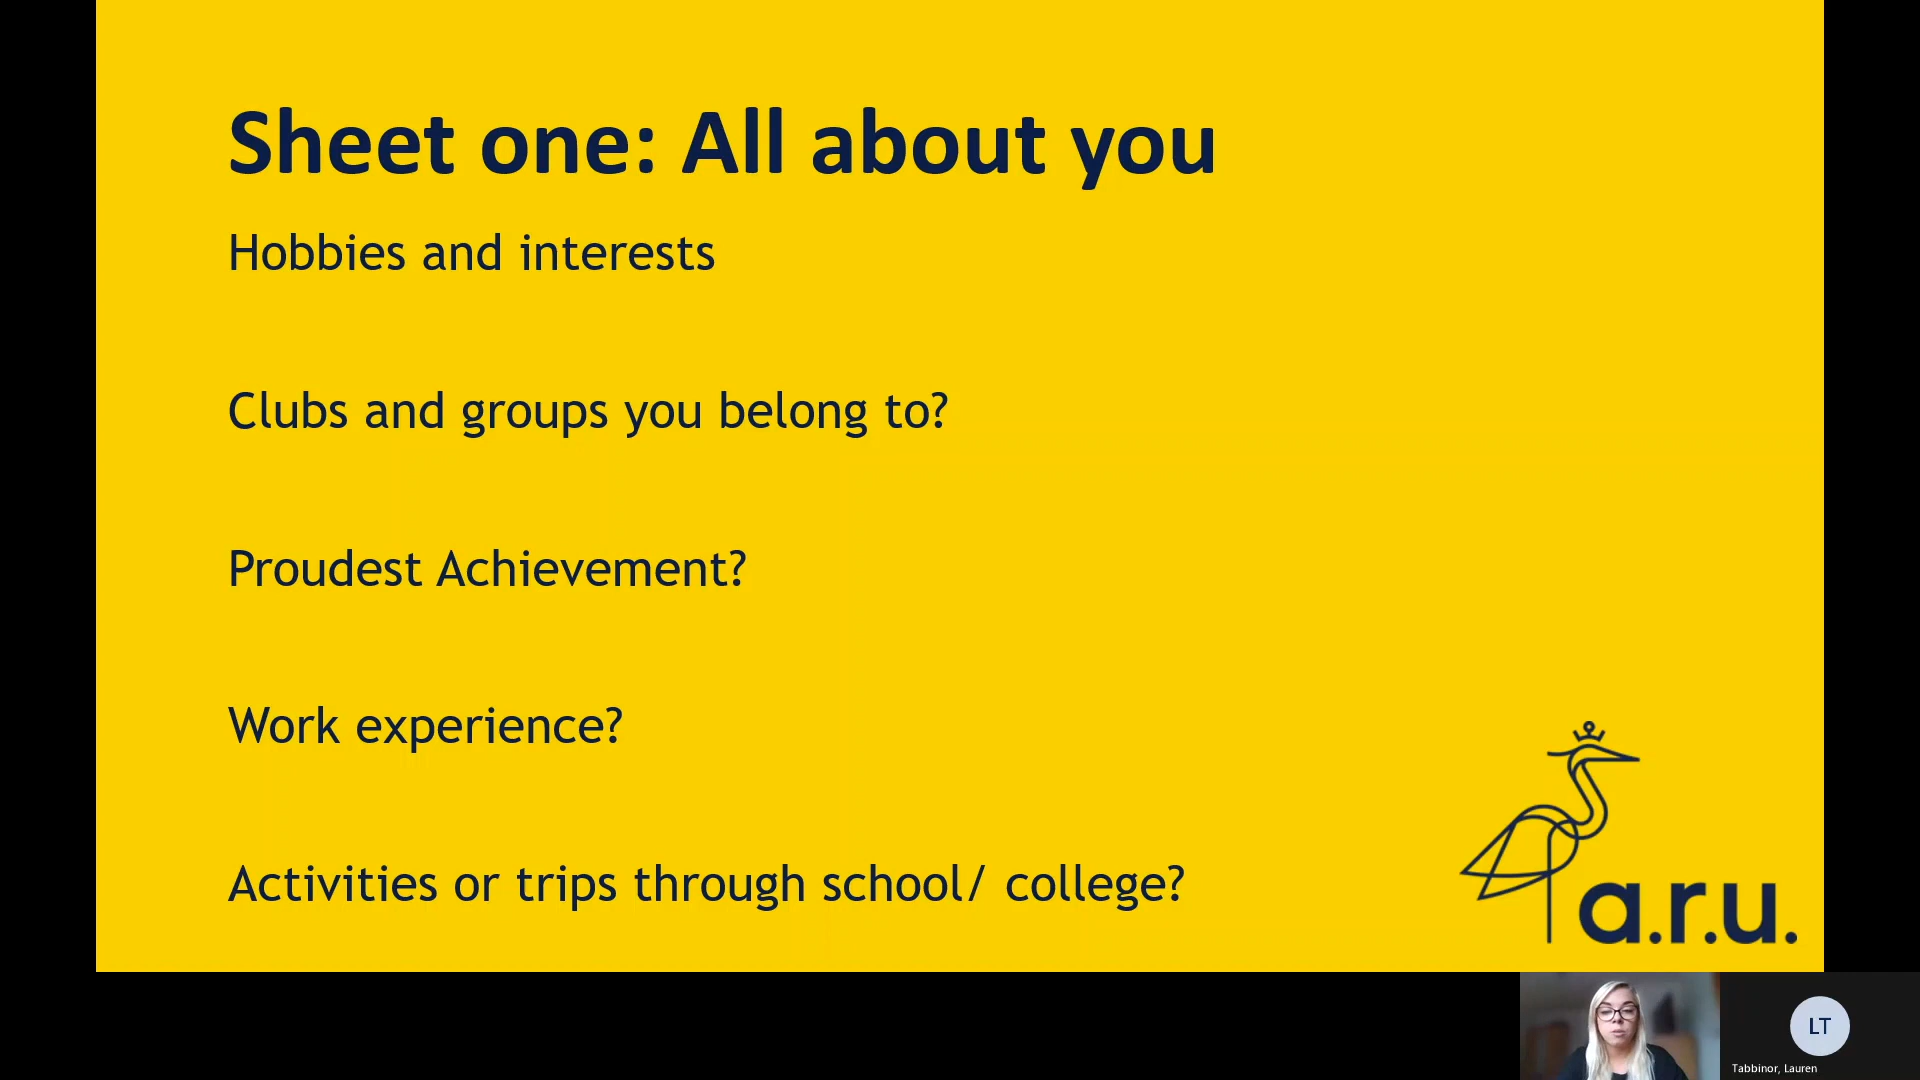 Sheet one: All about you
Hobbies and interests
Clubs and groups you belong to?
Proudest Achievement?
Work experience?
Activities or trips through school/ college?
a.r.u.
LT
Tabbinor, Lauren